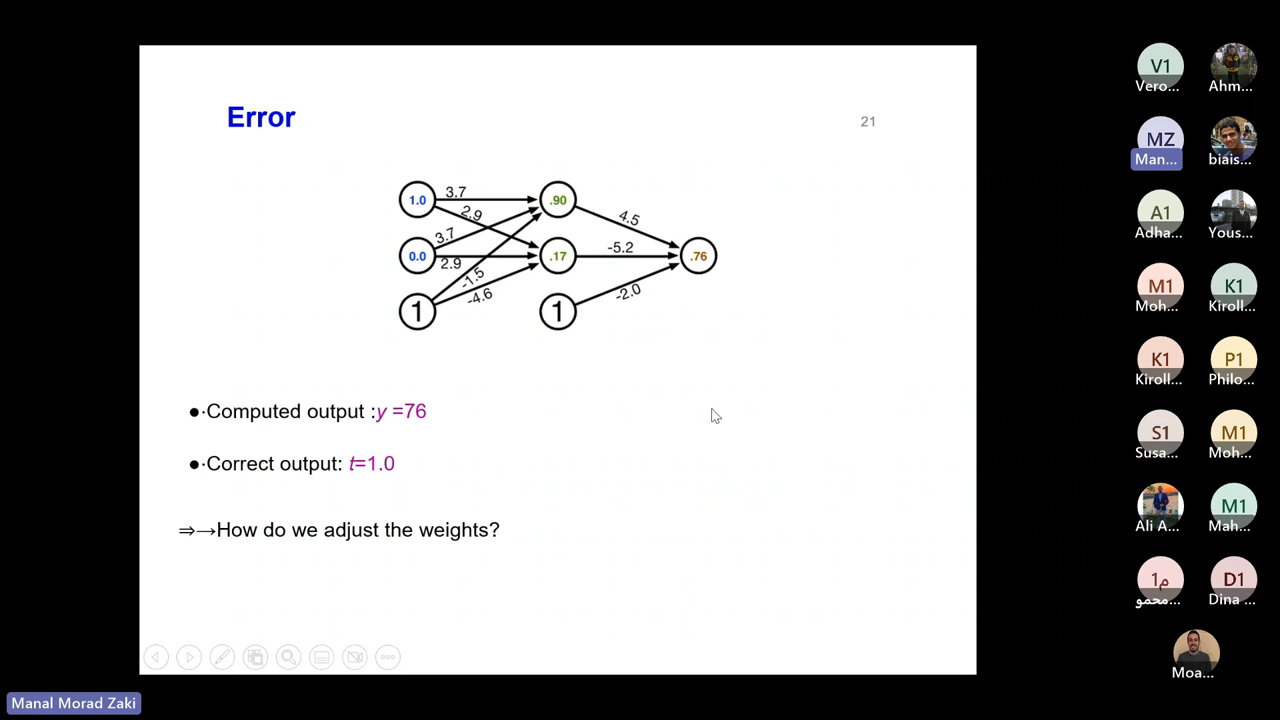 Error
21
1.0
3.7
.90
2.9
4.5
3.7
0.0
.17
-5.2
.76
2.9
-1.5
-4.6
1
1
-2.0
●·Computed output :y =76
●·Correct output: t=1.0
⇒→How do we adjust the weights?
V1
Vero...
Ahm...
MZ
Man...
biais...
A1
Adha...
Yous...
M1
Moh...
K1
Kiroll...
K1
Kiroll...
P1
Philo...
S1
Susa...
M1
Moh...
Ali A...
M1
Mah...
م1
محمو...
D1
Dina ...
Moa...
Manal Morad Zaki